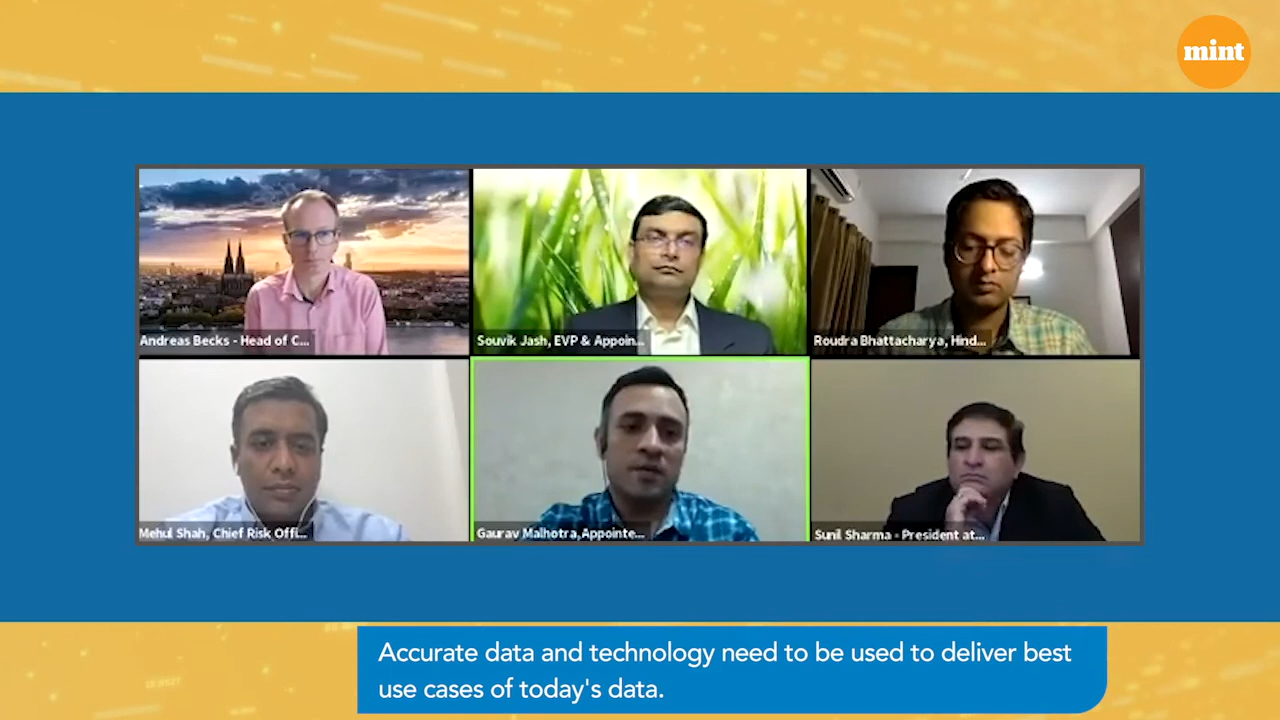 mint
Andreas Becks - Head of C...
Souvik Jash, EVP & Appoin...
Roudra Bhattacharya, Hind...
Mehul Shah, Chief Risk Offi...
Gaurav Malhotra,Appointe...
Sunil Sharma - President at...
Accurate data and technology need to be used to deliver best
use cases of today's data.